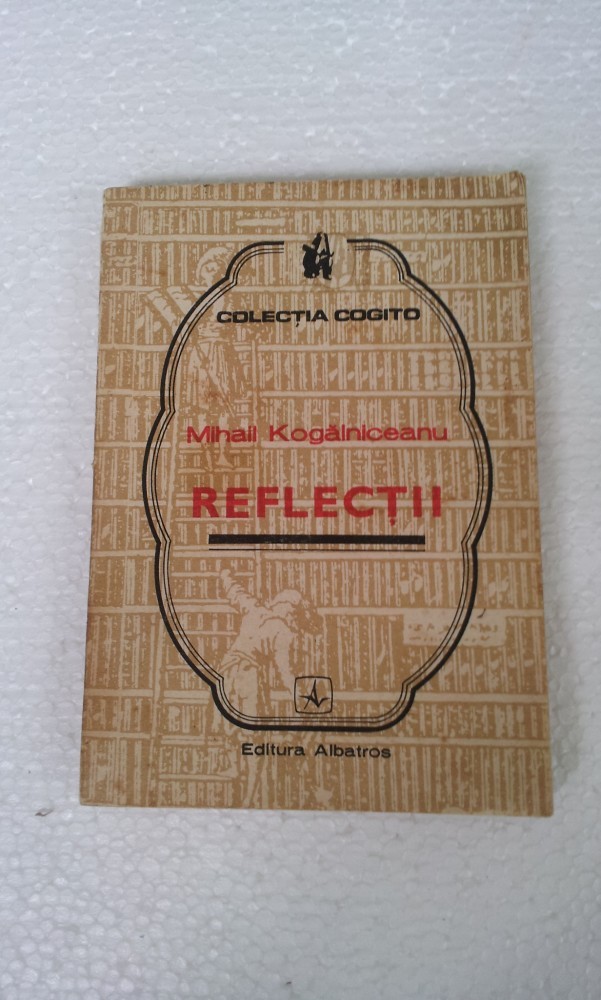 COLECȚIA COGITO
Mihail Kogălniceanu
REFLECȚII
Editura Albatros